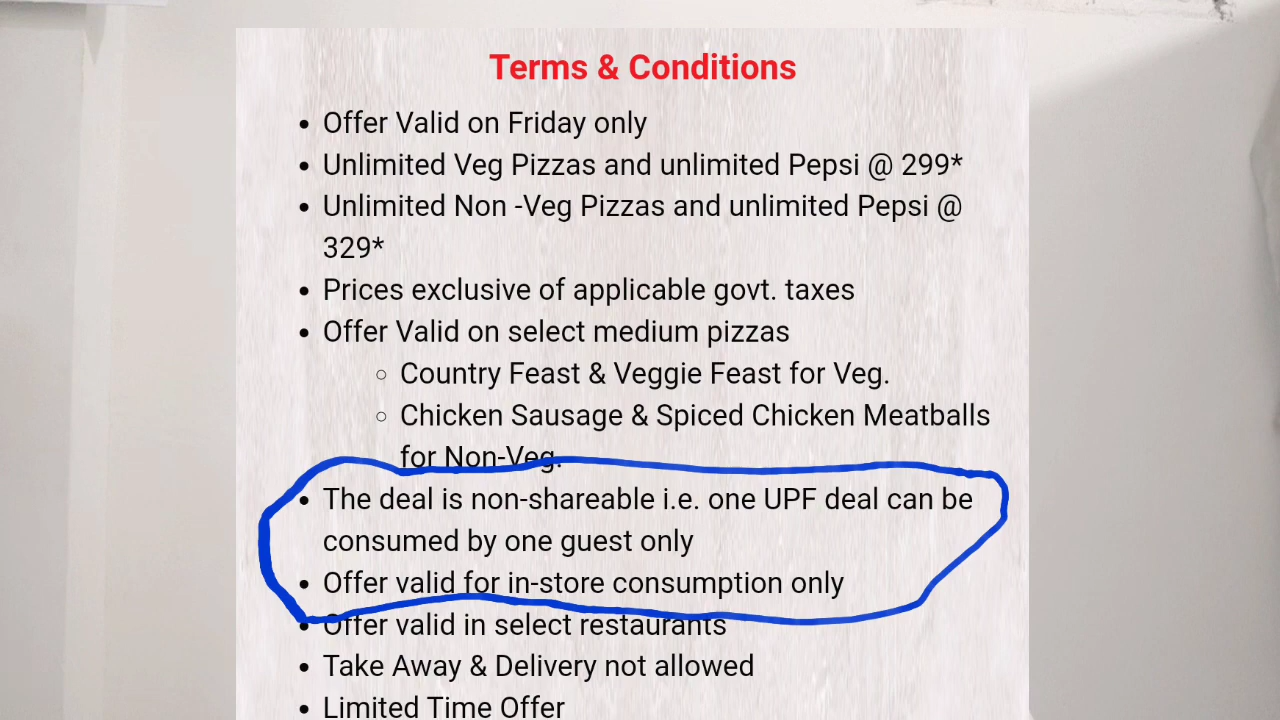 Terms & Conditions
• Offer Valid on Friday only
• Unlimited Veg Pizzas and unlimited Pepsi @ 299*
• Unlimited Non -Veg Pizzas and unlimited Pepsi @
329*
• Prices exclusive of applicable govt. taxes
• Offer Valid on select medium pizzas
○ Country Feast & Veggie Feast for Veg.
○ Chicken Sausage & Spiced Chicken Meatballs
for Non-Veg.
• The deal is non-shareable i.e. one UPF deal can be
consumed by one guest only
• Offer valid for in-store consumption only
• Offer valid in select restaurants
• Take Away & Delivery not allowed
• Limited Time Offer